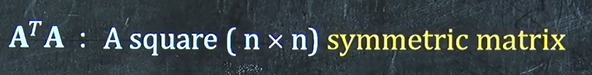 AᵀA : A square ( n × n) symmetric matrix